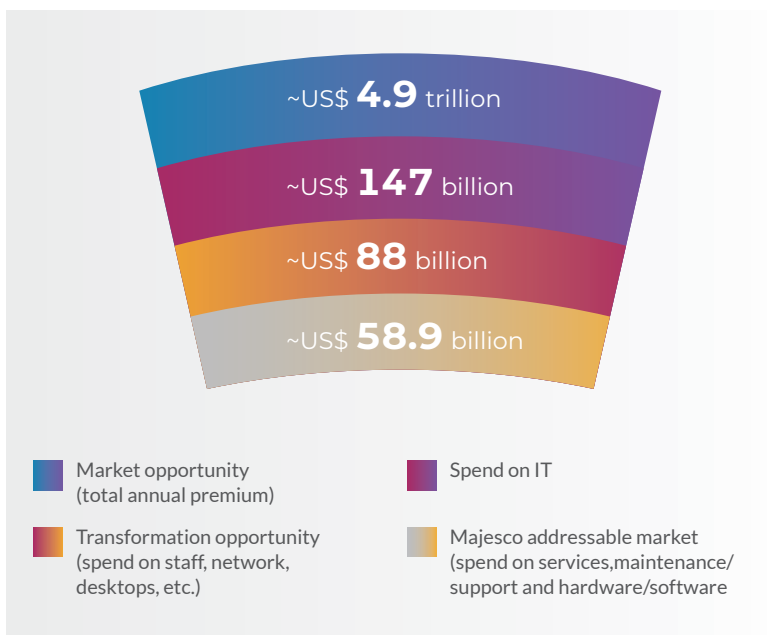 ~US$ 4.9 trillion
~US$ 147 billion
~US$ 88 billion
~US$ 58.9 billion
Market opportunity
(total annual premium)
Spend on IT
Transformation opportunity
(spend on staff, network,
desktops, etc.)
Majesco addressable market
(spend on services,maintenance/
support and hardware/software